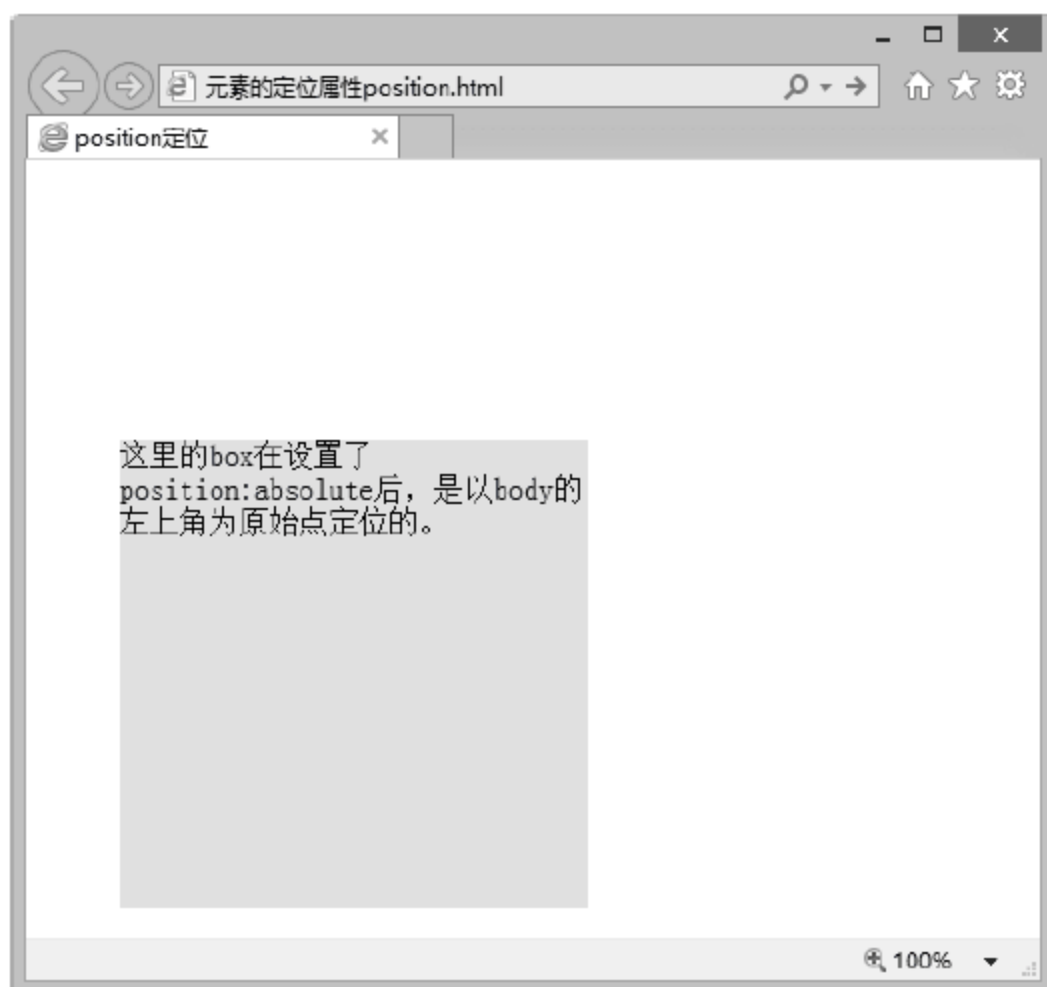 元素的定位属性position.html
position定位
这里的box在设置了
position:absolute后，是以body的
左上角为原始点定位的。
100%